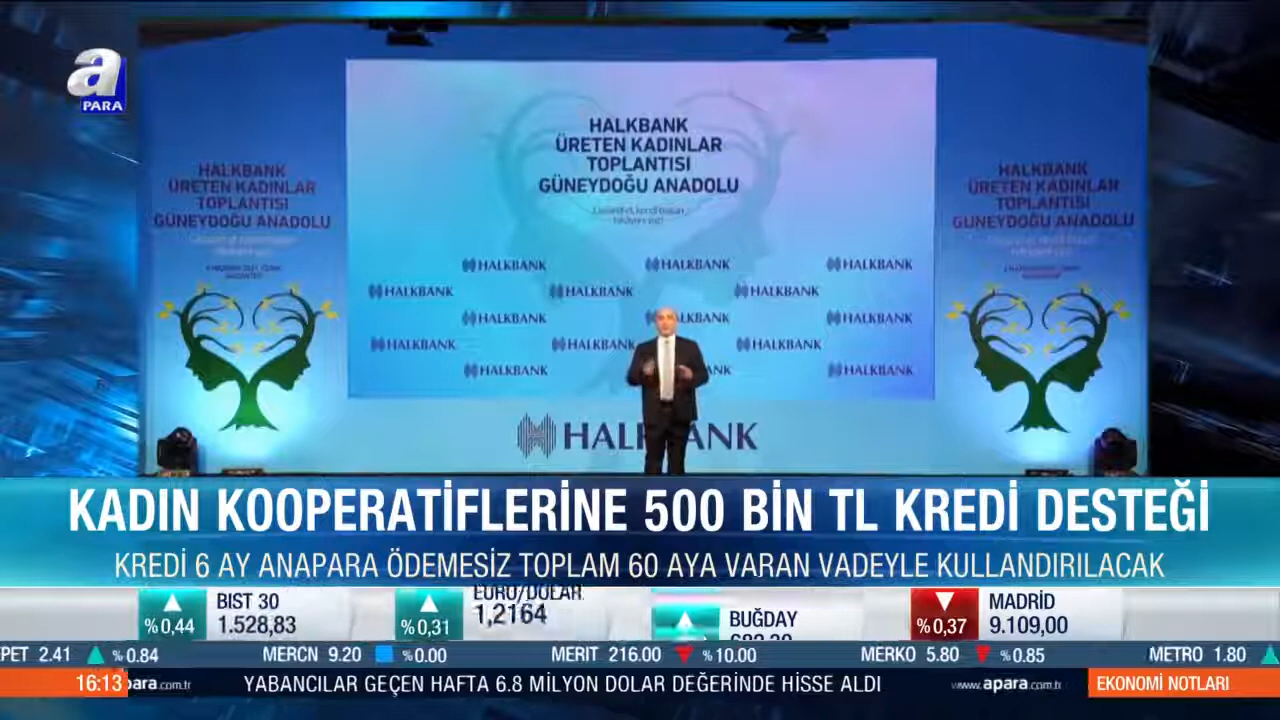 a
PARA
HALKBANK
ÜRETEN KADINLAR
TOPLANTISI
GÜNEYDOĞU ANADOLU
HALKBANK
ÜRETEN KADINLAR
TOPLANTISI
GÜNEYDOĞU ANADOLU
HALKBANK
ÜRETEN KADINLAR
TOPLANTISI
GÜNEYDOĞU ANADOLU
HALKBANK HALKBANK HALKBANK
HALKBANK HALKBANK HALKBANK
HALKBANK LKBANK HALKBANK
HALKBANK HALKBANK HALKBANK
HALKBANK NK HALKBANK
HALKBANK
KADIN KOOPERATİFLERİNE 500 BİN TL KREDİ DESTEĞİ
KREDİ 6 AY ANAPARA ÖDEMESİZ TOPLAM 60 AYA VARAN VADEYLE KULLANDIRILACAK
%0,44 BIST 30 1.528,83
%0,31 EURO/DOLAR 1,2164
BUĞDAY
%0,37 MADRİD 9.109,00
PET 2.41 %0.84 MERCN 9.20 %0.00 MERIT 216.00 %10.00 MERKO 5.80 %0.85 METRO 1.80
16:13 para.com.tr YABANCILAR GEÇEN HAFTA 6.8 MİLYON DOLAR DEĞERİNDE HİSSE ALDI www.apara.com.tr EKONOMİ NOTLARI